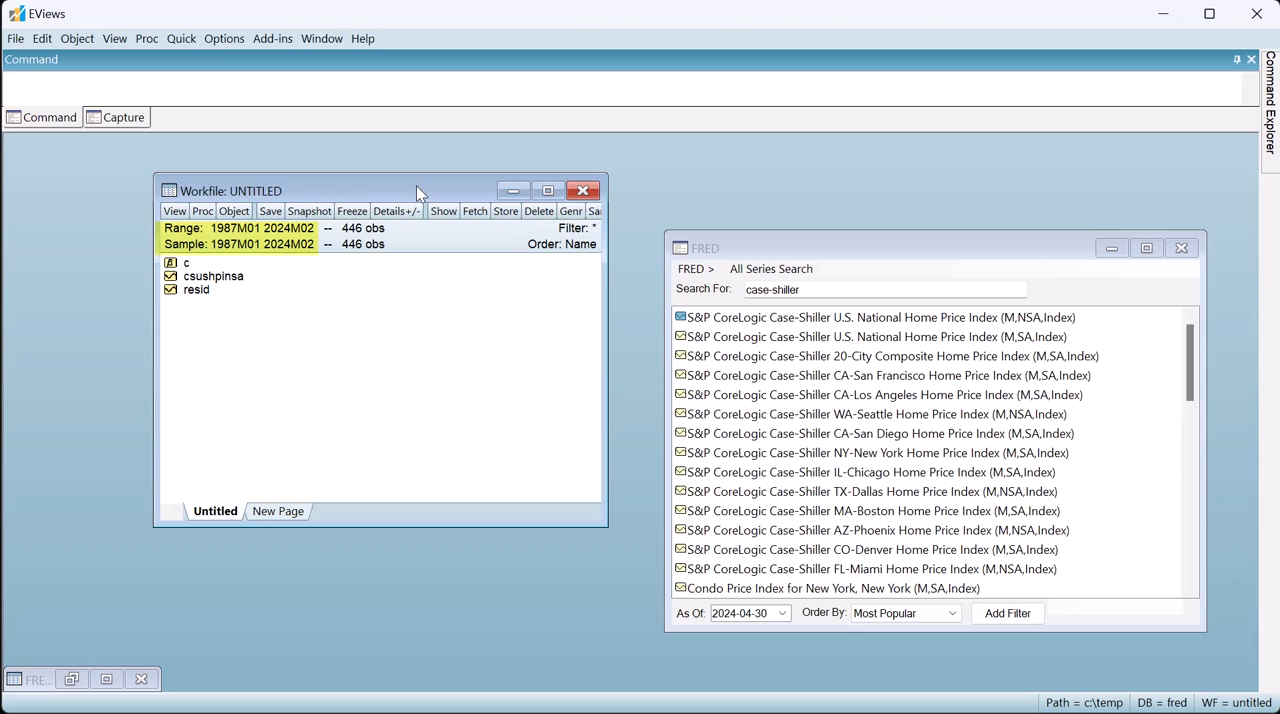 EViews
File Edit Object View Proc Quick Options Add-ins Window Help
Command
Command Capture
Command Explorer
Workfile: UNTITLED
View Proc Object Save Snapshot Freeze Details+/- Show Fetch Store Delete Genr Sa
Range: 1987M01 2024M02 -- 446 obs Filter: *
Sample: 1987M01 2024M02 -- 446 obs Order: Name
c
csushpinsa
resid
Untitled New Page
FRED
FRED > All Series Search
Search For: case-shiller
S&P CoreLogic Case-Shiller U.S. National Home Price Index (M,NSA,Index)
S&P CoreLogic Case-Shiller U.S. National Home Price Index (M,SA,Index)
S&P CoreLogic Case-Shiller 20-City Composite Home Price Index (M,SA,Index)
S&P CoreLogic Case-Shiller CA-San Francisco Home Price Index (M,SA,Index)
S&P CoreLogic Case-Shiller CA-Los Angeles Home Price Index (M,SA,Index)
S&P CoreLogic Case-Shiller WA-Seattle Home Price Index (M,NSA,Index)
S&P CoreLogic Case-Shiller CA-San Diego Home Price Index (M,SA,Index)
S&P CoreLogic Case-Shiller NY-New York Home Price Index (M,SA,Index)
S&P CoreLogic Case-Shiller IL-Chicago Home Price Index (M,SA,Index)
S&P CoreLogic Case-Shiller TX-Dallas Home Price Index (M,NSA,Index)
S&P CoreLogic Case-Shiller MA-Boston Home Price Index (M,SA,Index)
S&P CoreLogic Case-Shiller AZ-Phoenix Home Price Index (M,NSA,Index)
S&P CoreLogic Case-Shiller CO-Denver Home Price Index (M,SA,Index)
S&P CoreLogic Case-Shiller FL-Miami Home Price Index (M,NSA,Index)
Condo Price Index for New York, New York (M,SA,Index)
As Of: 2024-04-30 Order By: Most Popular Add Filter
FRE...
Path = c:\temp DB = fred WF = untitled